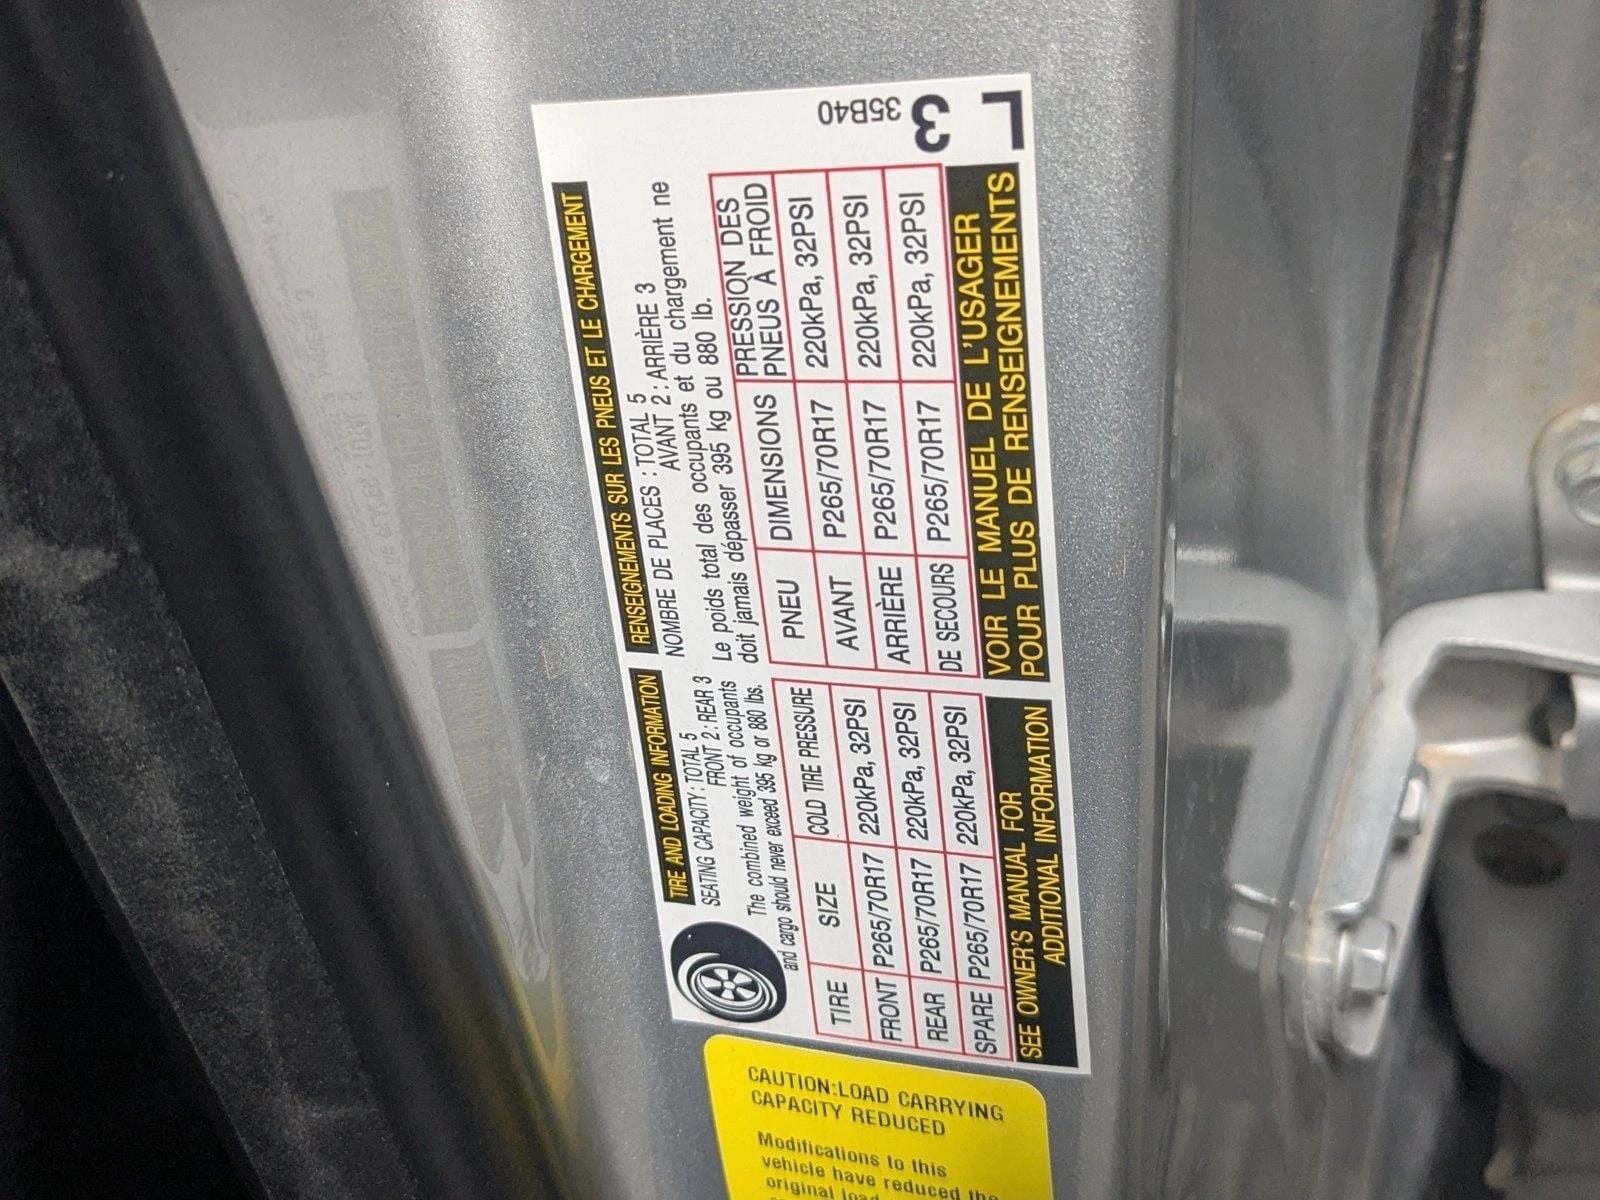 TIRE AND LOADING INFORMATION
SEATING CAPACITY : TOTAL 5
FRONT 2 : REAR 3
The combined weight of occupants
and cargo should never exceed 395 kg or 880 lbs.
TIRE SIZE COLD TIRE PRESSURE
FRONT P265/70R17 220kPa, 32PSI
REAR P265/70R17 220kPa, 32PSI
SPARE P265/70R17 220kPa, 32PSI
SEE OWNER'S MANUAL FOR
ADDITIONAL INFORMATION
RENSEIGNEMENTS SUR LES PNEUS ET LE CHARGEMENT
NOMBRE DE PLACES : TOTAL 5
AVANT 2 : ARRIÈRE 3
Le poids total des occupants et du chargement ne
doit jamais dépasser 395 kg ou 880 lb.
PNEU DIMENSIONS PRESSION DES
PNEUS À FROID
AVANT P265/70R17 220kPa, 32PSI
ARRIÈRE P265/70R17 220kPa, 32PSI
DE SECOURS P265/70R17 220kPa, 32PSI
VOIR LE MANUEL DE L'USAGER
POUR PLUS DE RENSEIGNEMENTS
35B40
3
L
CAUTION:LOAD CARRYING
CAPACITY REDUCED
Modifications to this
vehicle have reduced the
original load